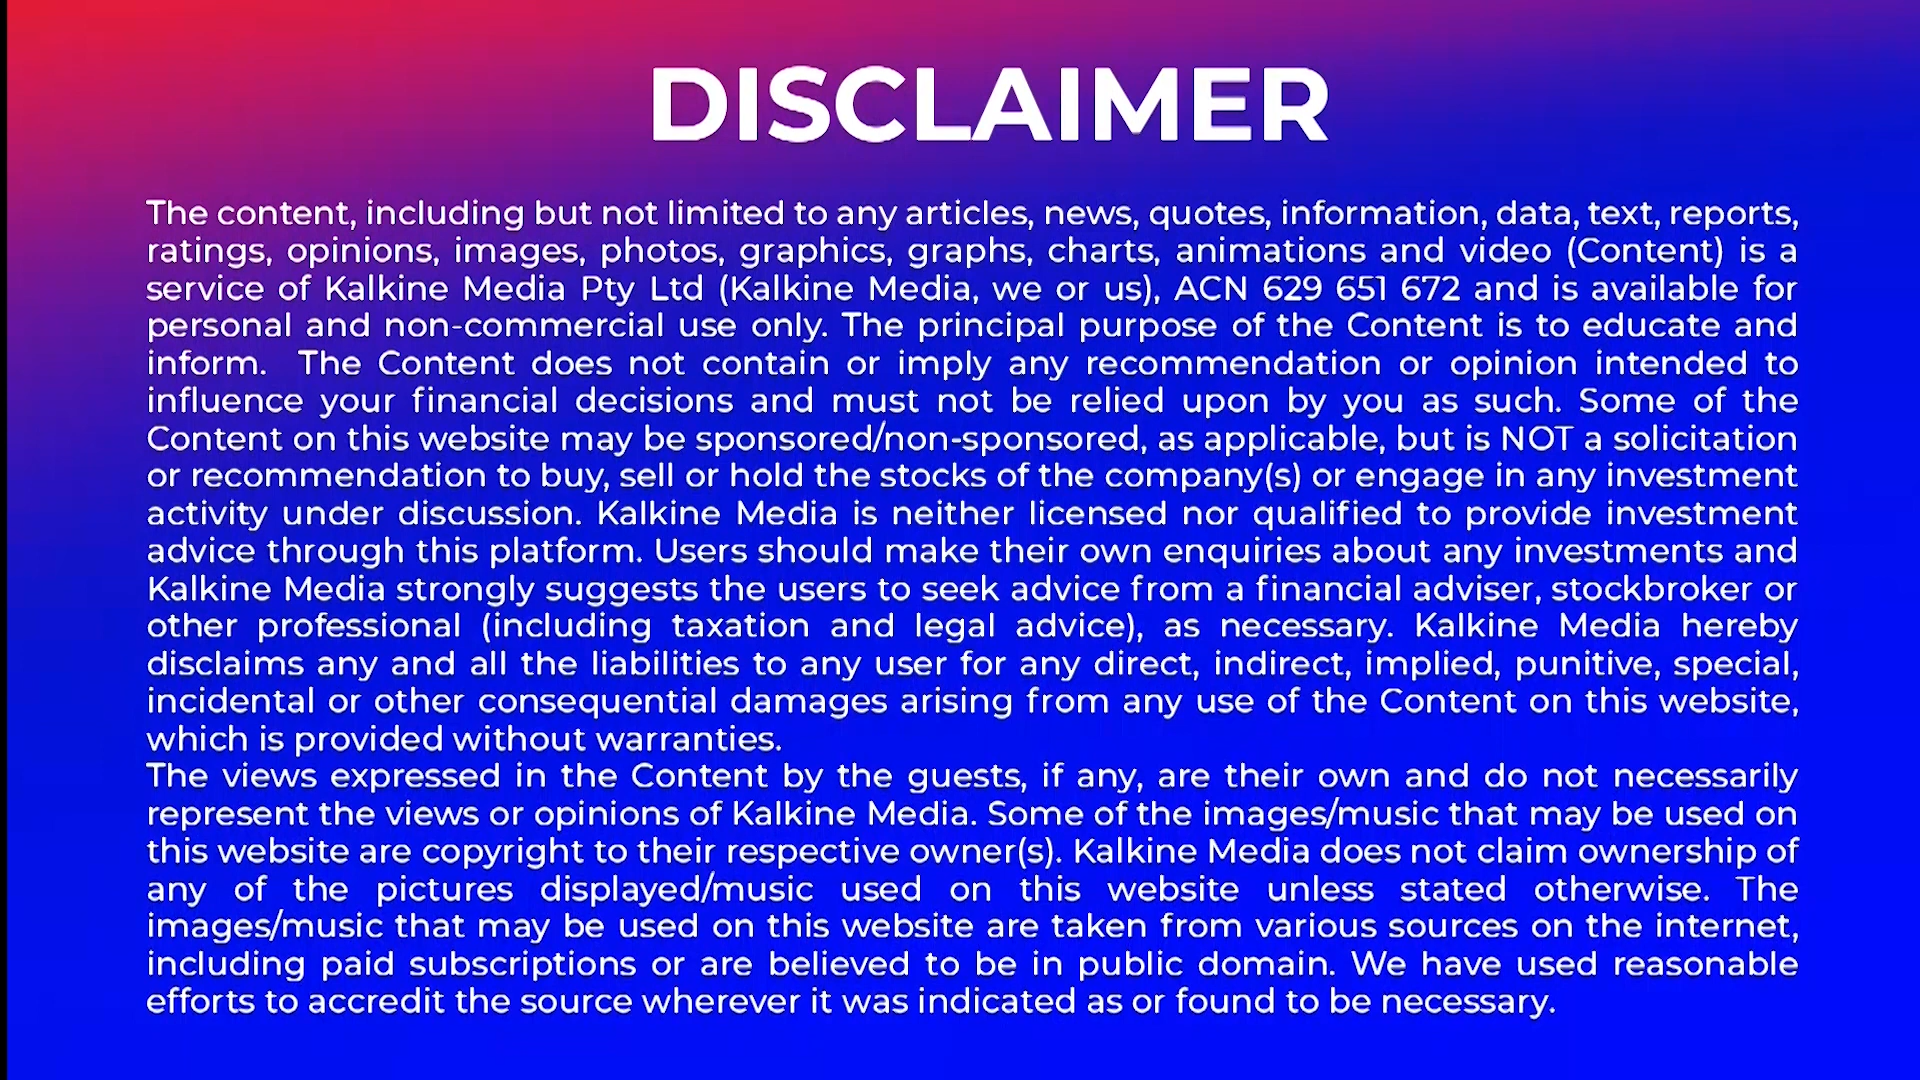 DISCLAIMER
The content, including but not limited to any articles, news, quotes, information, data, text, reports,
ratings, opinions, images, photos, graphics, graphs, charts, animations and video (Content) is a
service of Kalkine Media Pty Ltd (Kalkine Media, we or us), ACN 629 651 672 and is available for
personal and non-commercial use only. The principal purpose of the Content is to educate and
inform.  The Content does not contain or imply any recommendation or opinion intended to
influence your financial decisions and must not be relied upon by you as such. Some of the
Content on this website may be sponsored/non-sponsored, as applicable, but is NOT a solicitation
or recommendation to buy, sell or hold the stocks of the company(s) or engage in any investment
activity under discussion. Kalkine Media is neither licensed nor qualified to provide investment
advice through this platform. Users should make their own enquiries about any investments and
Kalkine Media strongly suggests the users to seek advice from a financial adviser, stockbroker or
other professional (including taxation and legal advice), as necessary. Kalkine Media hereby
disclaims any and all the liabilities to any user for any direct, indirect, implied, punitive, special,
incidental or other consequential damages arising from any use of the Content on this website,
which is provided without warranties.
The views expressed in the Content by the guests, if any, are their own and do not necessarily
represent the views or opinions of Kalkine Media. Some of the images/music that may be used on
this website are copyright to their respective owner(s). Kalkine Media does not claim ownership of
any of the pictures displayed/music used on this website unless stated otherwise. The
images/music that may be used on this website are taken from various sources on the internet,
including paid subscriptions or are believed to be in public domain. We have used reasonable
efforts to accredit the source wherever it was indicated as or found to be necessary.